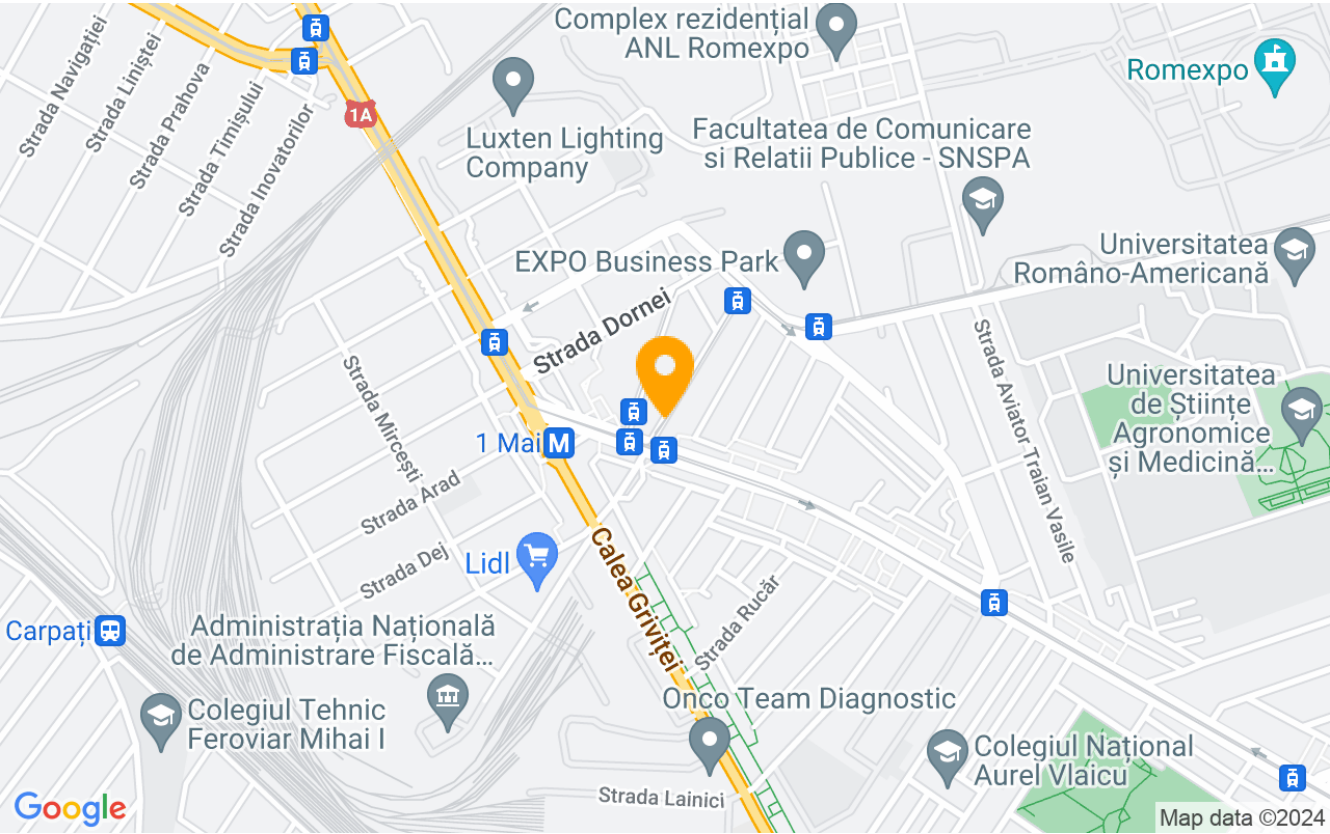 Complex rezidențial
ANL Romexpo
Romexpo
Strada Navigației
Strada Liniștei
Strada Prahova
Strada Timișului
Strada Inovatorilor
1A
Luxten Lighting
Company
Facultatea de Comunicare
si Relatii Publice - SNSPA
EXPO Business Park
Universitatea
Româno-Americană
Strada Dornei
Strada Mircești
Strada Aviator Traian Vasile
Universitatea
de Științe
Agronomice
și Medicină...
1 Mai
M
Strada Arad
Strada Dej
Lidl
Calea Griviței
Strada Rucăr
Carpați
Administrația Națională
de Administrare Fiscală...
Colegiul Tehnic
Feroviar Mihai I
Onco Team Diagnostic
Colegiul Național
Aurel Vlaicu
Strada Lainici
Google
Map data ©2024